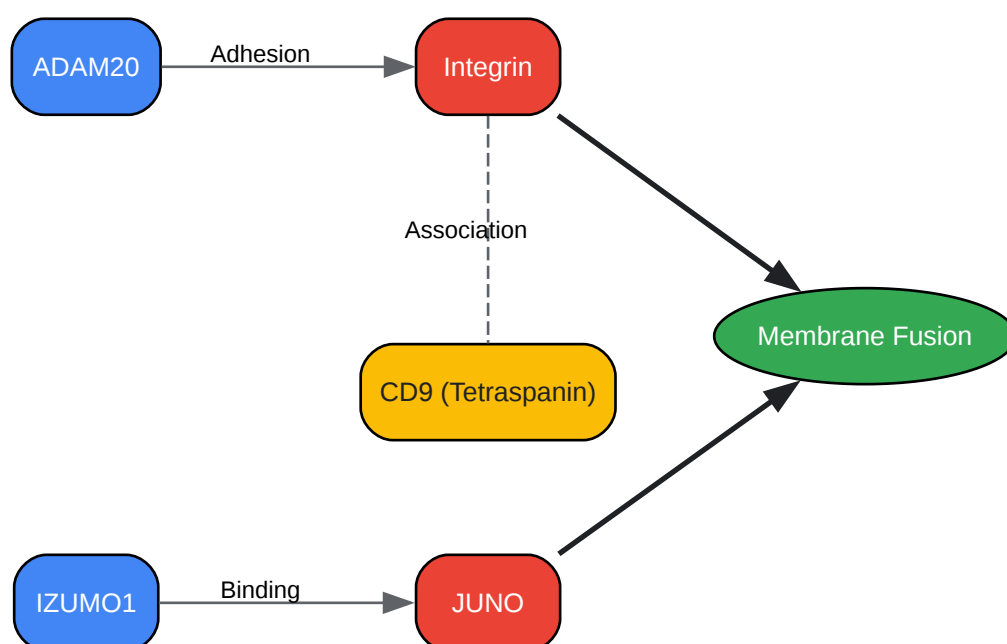 ADAM20
Adhesion
Integrin
Association
Membrane Fusion
CD9 (Tetraspanin)
IZUMO1
Binding
JUNO